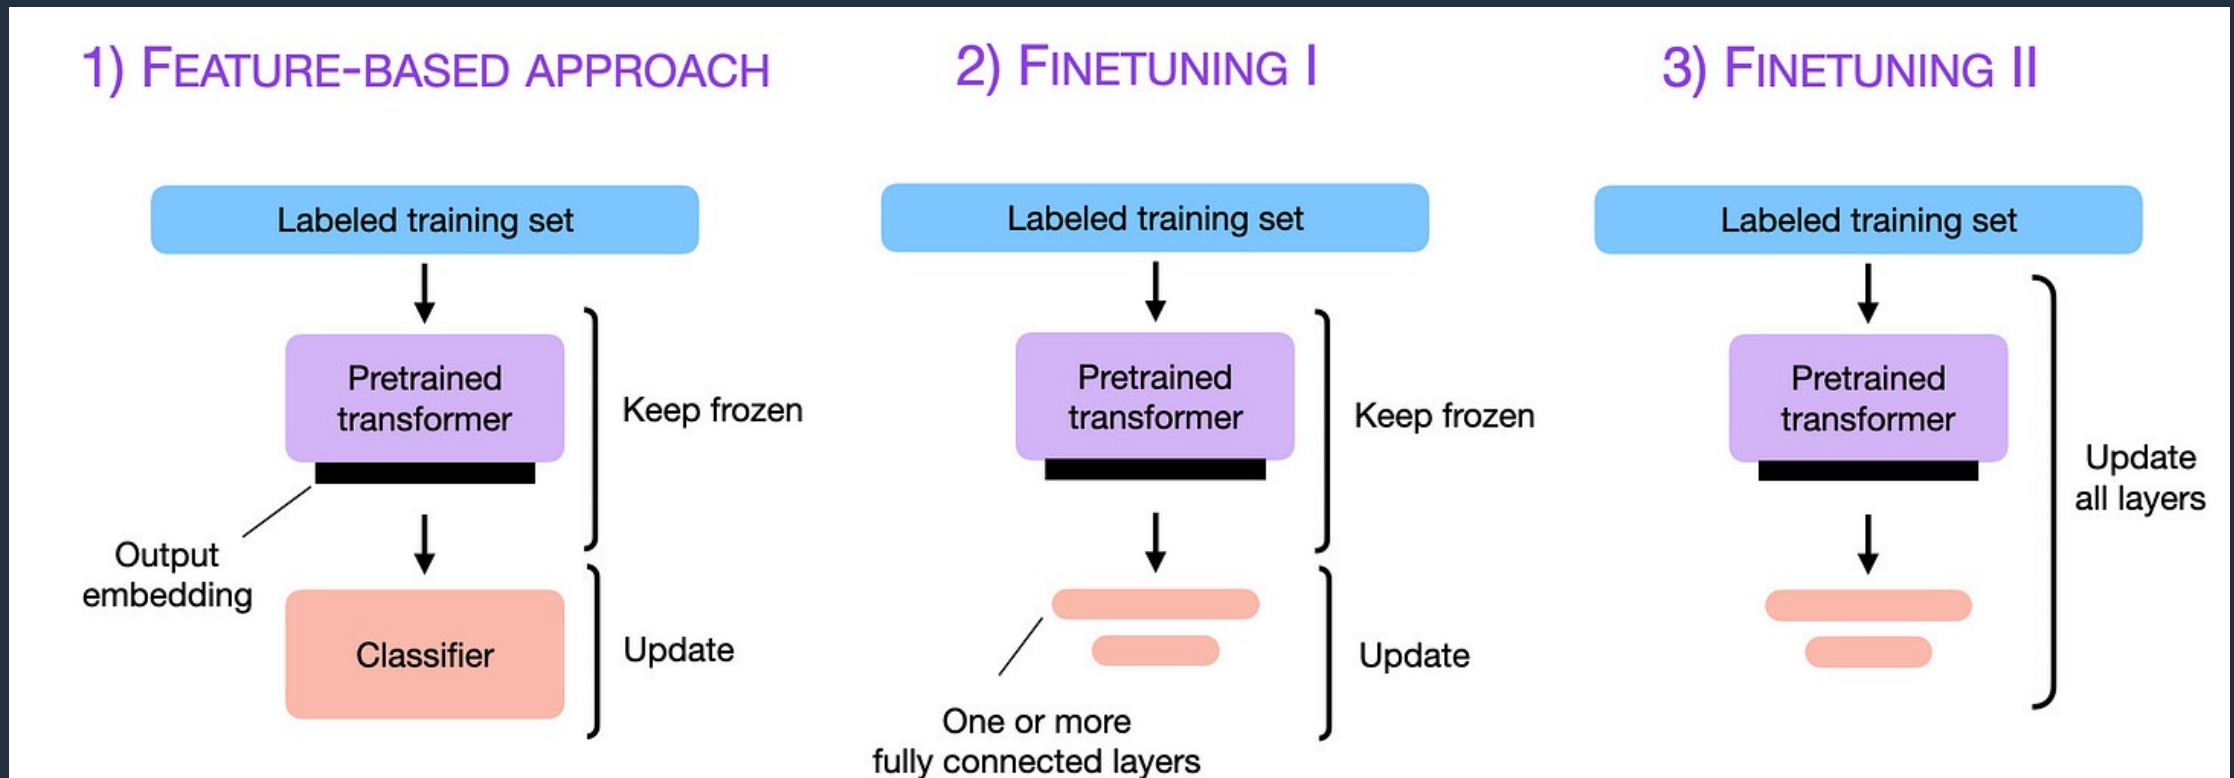 1) FEATURE-BASED APPROACH
Labeled training set
Pretrained
transformer
Keep frozen
Output
embedding
Classifier
Update
2) FINETUNING I
Labeled training set
Pretrained
transformer
Keep frozen
Update
One or more
fully connected layers
3) FINETUNING II
Labeled training set
Pretrained
transformer
Update
all layers